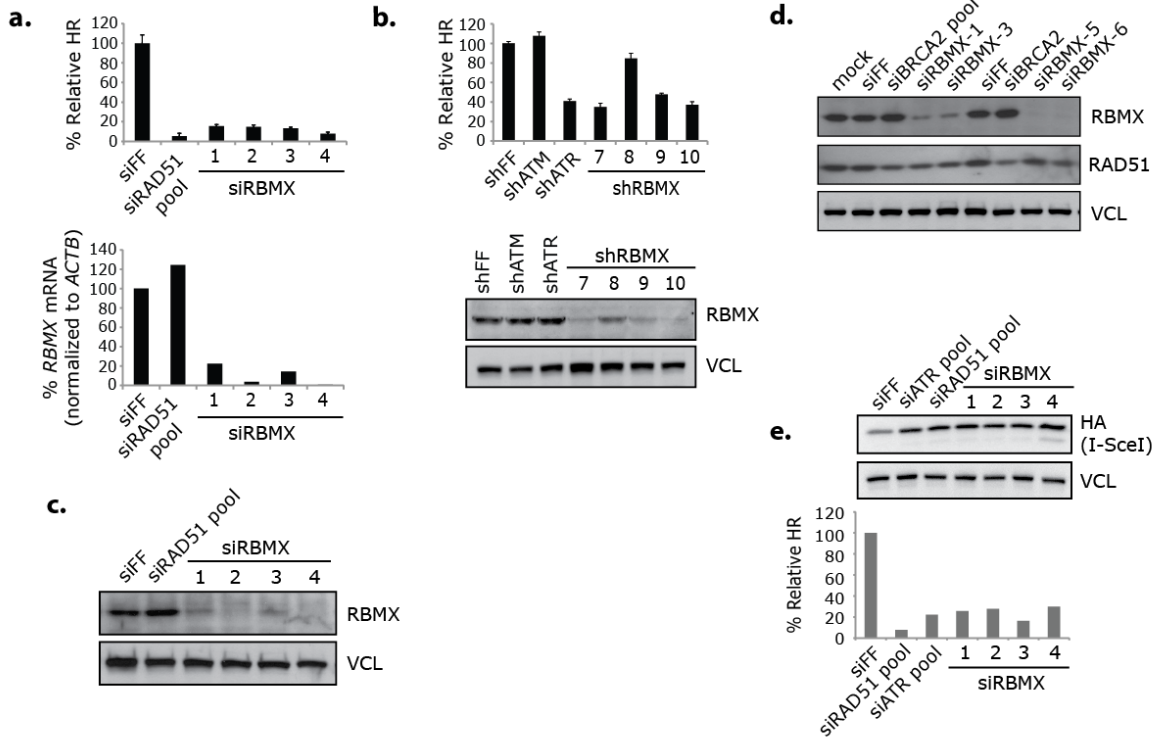 a.
% Relative HR
120
100
80
60
40
20
0
siFF
siRAD51 pool
1 2 3 4
siRBMX
% RBMX mRNA
(normalized to ACTB)
140
120
100
80
60
40
20
0
siFF
siRAD51 pool
1 2 3 4
siRBMX
b.
% Relative HR
120
100
80
60
40
20
0
shFF
shATM
shATR
7 8 9 10
shRBMX
shFF
shATM
shATR
shRBMX
7 8 9 10
RBMX
VCL
c.
siFF
siRAD51 pool
siRBMX
1 2 3 4
RBMX
VCL
d.
mock
siFF
siBRCA2 pool
siRBMX-1
siRBMX-3
siFF
siBRCA2
siRBMX-5
siRBMX-6
RBMX
RAD51
VCL
e.
siFF
siATR pool
siRAD51 pool
siRBMX
1 2 3 4
HA
(I-SceI)
VCL
% Relative HR
120
100
80
60
40
20
0
siFF
siRAD51 pool
siATR pool
1 2 3 4
siRBMX